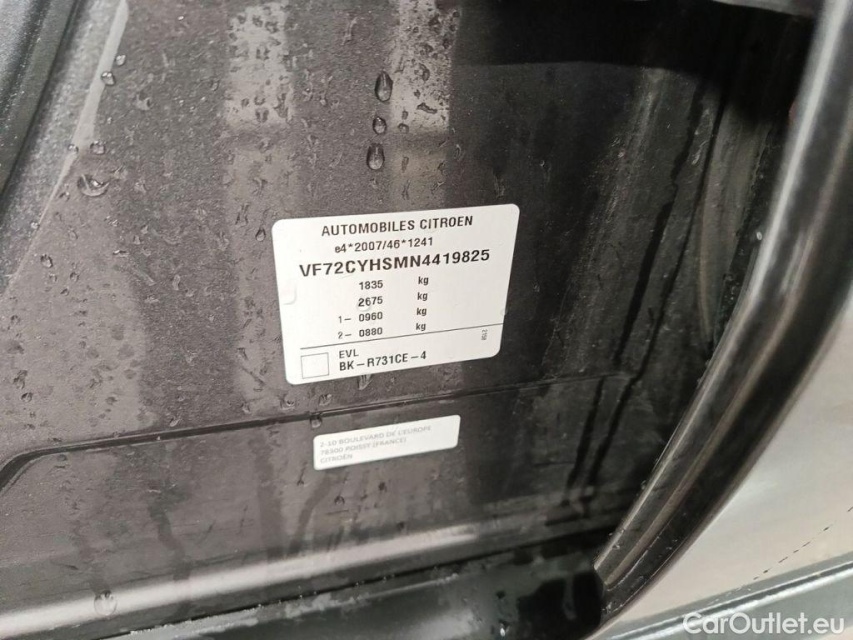 AUTOMOBILES CITROEN
e4*2007/46*1241
VF72CYHSMN4419825
1835 kg
2675 kg
1- 0960 kg
2- 0880 kg
EVL
BK-R731CE-4
2-10 BOULEVARD DE L'EUROPE
78300 POISSY (FRANCE)
CITROËN
CarOutlet.eu